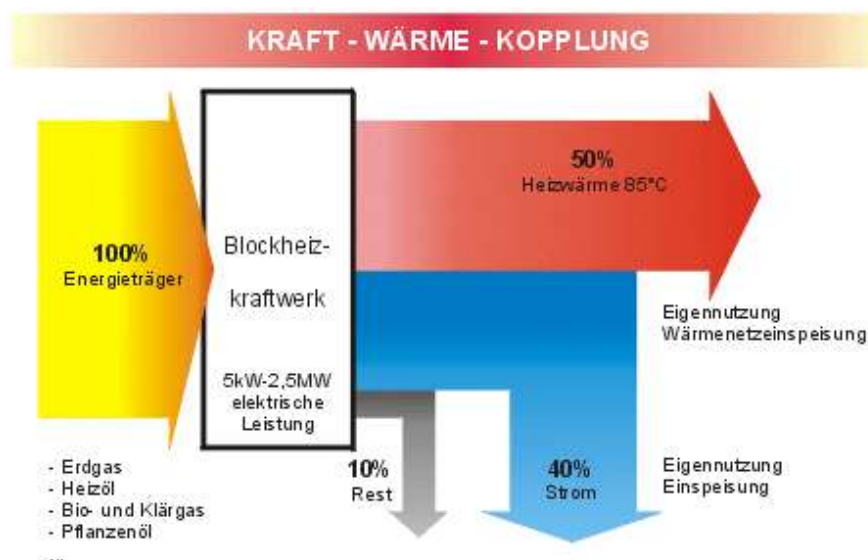 KRAFT - WÄRME - KOPPLUNG
50%
Heizwärme 85°C
100%
Energieträger
Blockheiz-
kraftwerk
5kW-2,5MW
elektrische
Leistung
Eigennutzung
Wärmenetzeinspeisung
10%
Rest
40%
Strom
Eigennutzung
Einspeisung
- Erdgas
- Heizöl
- Bio- und Klärgas
- Pflanzenöl